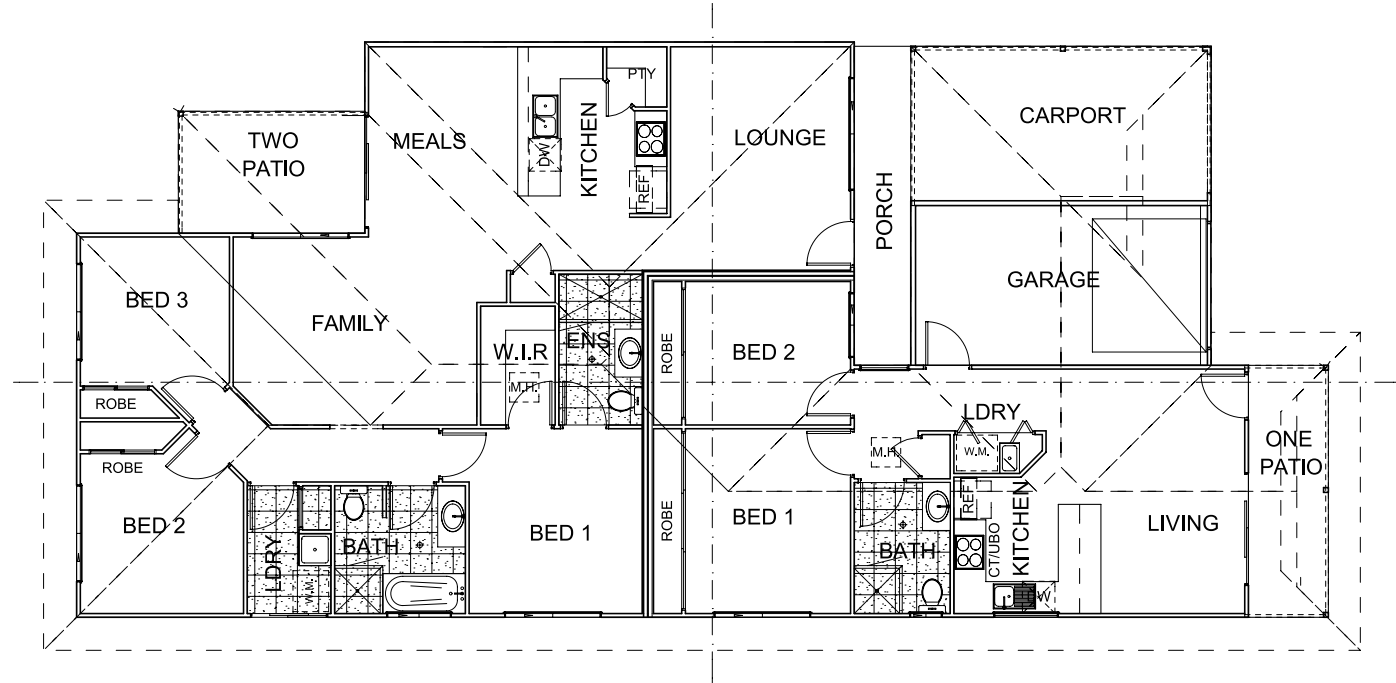 PTY
CARPORT
TWO
PATIO
MEALS
KITCHEN
DW
REF
LOUNGE
PORCH
GARAGE
BED 3
FAMILY
W.I.R
M.H.
ENS
ROBE
BED 2
ROBE
ROBE
LDRY
M.H.
W.M.
ONE
PATIO
ROBE
BED 2
LDRY
W.M.
BATH
BED 1
ROBE
BED 1
BATH
REF
CT/UBO
KITCHEN
W
LIVING